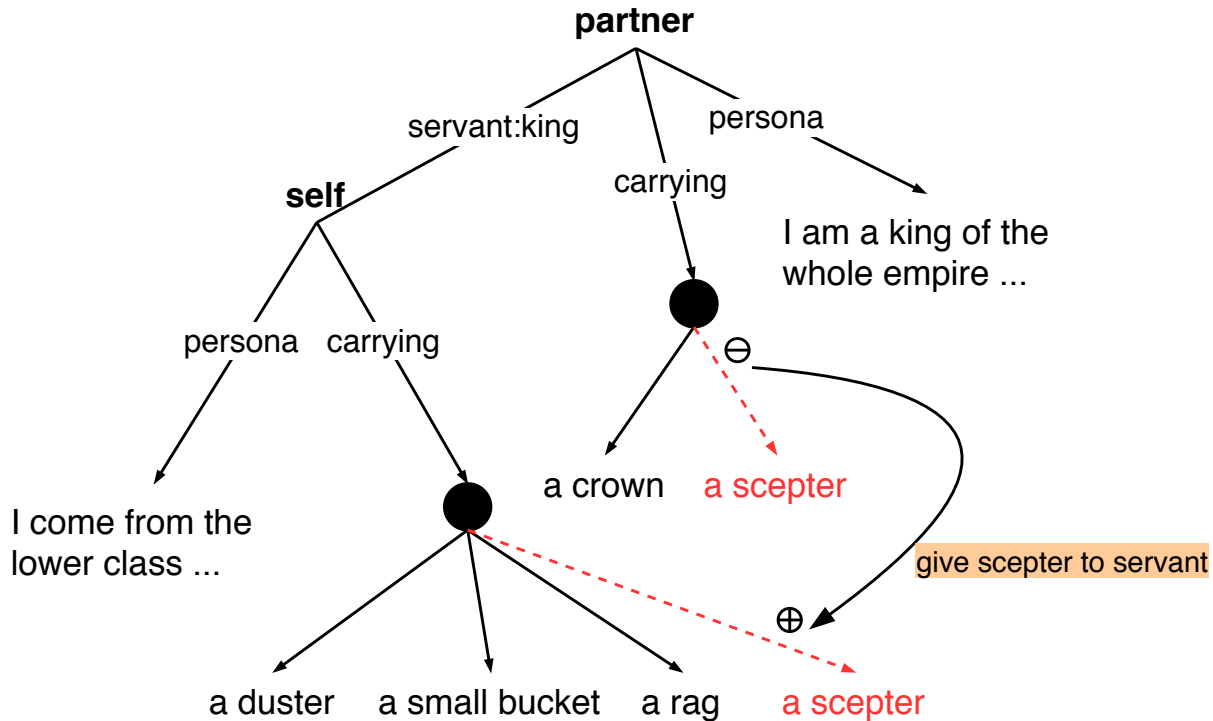 partner
servant:king
persona
carrying
self
I am a king of the
whole empire ...
persona
carrying
⊖
a crown
a scepter
I come from the
lower class ...
give scepter to servant
⊕
a duster
a small bucket
a rag
a scepter